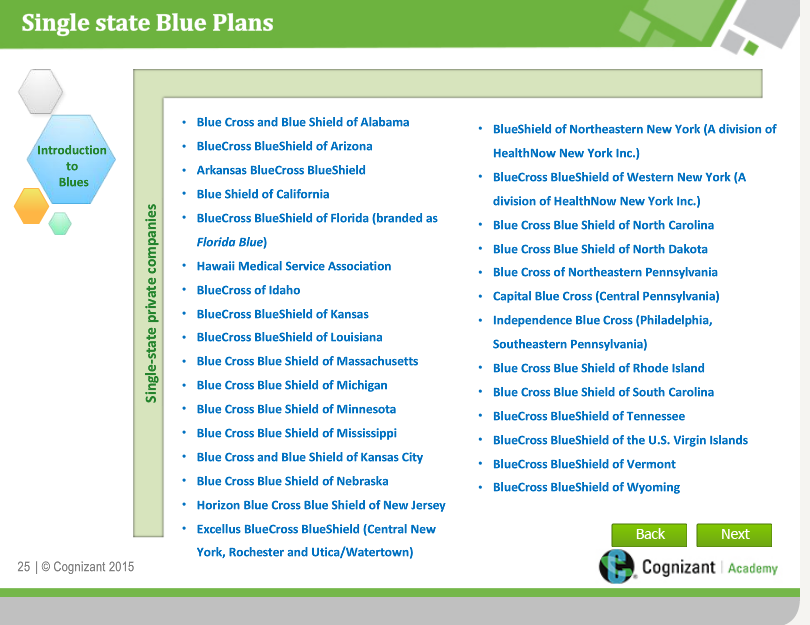 Single state Blue Plans
Introduction
to
Blues
Single-state private companies
• Blue Cross and Blue Shield of Alabama
• BlueCross BlueShield of Arizona
• Arkansas BlueCross BlueShield
• Blue Shield of California
• BlueCross BlueShield of Florida (branded as
Florida Blue)
• Hawaii Medical Service Association
• BlueCross of Idaho
• BlueCross BlueShield of Kansas
• BlueCross BlueShield of Louisiana
• Blue Cross Blue Shield of Massachusetts
• Blue Cross Blue Shield of Michigan
• Blue Cross Blue Shield of Minnesota
• Blue Cross Blue Shield of Mississippi
• Blue Cross and Blue Shield of Kansas City
• Blue Cross Blue Shield of Nebraska
• Horizon Blue Cross Blue Shield of New Jersey
• Excellus BlueCross BlueShield (Central New
York, Rochester and Utica/Watertown)
• BlueShield of Northeastern New York (A division of
HealthNow New York Inc.)
• BlueCross BlueShield of Western New York (A
division of HealthNow New York Inc.)
• Blue Cross Blue Shield of North Carolina
• Blue Cross Blue Shield of North Dakota
• Blue Cross of Northeastern Pennsylvania
• Capital Blue Cross (Central Pennsylvania)
• Independence Blue Cross (Philadelphia,
Southeastern Pennsylvania)
• Blue Cross Blue Shield of Rhode Island
• Blue Cross Blue Shield of South Carolina
• BlueCross BlueShield of Tennessee
• BlueCross BlueShield of the U.S. Virgin Islands
• BlueCross BlueShield of Vermont
• BlueCross BlueShield of Wyoming
Back
Next
25 | © Cognizant 2015
Cognizant | Academy